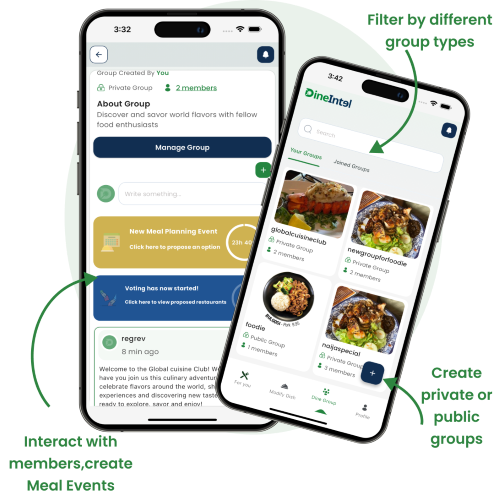 Filter by different
group types
3:32
Group Created By You
Private Group
2 members
About Group
Discover and savor world flavors with fellow
food enthusiasts
Manage Group
Write something..
New Meal Planning Event
Click here to propose an option
23h 40
Voting has now started!
Click here to view proposed restaurants
regrev
8 min ago
Welcome to the Global cuisine Club! W
have you join us this culinary adventur
celebrate flavors around the world, sh
experiences and discovering new taste
ready to explore, savor and enjoy!
3:42
DineIntel
Search
Your Groups
Joined Groups
globalcuisineclub
Private Group
2 members
newgroupforfoodie
Private Group
2 members
foodie
Public Group
1 members
naijaspecial
Private Group
3 members
For you
Modify Dish
Dine Group
Profile
Create
private or
public
groups
Interact with
members,create
Meal Events